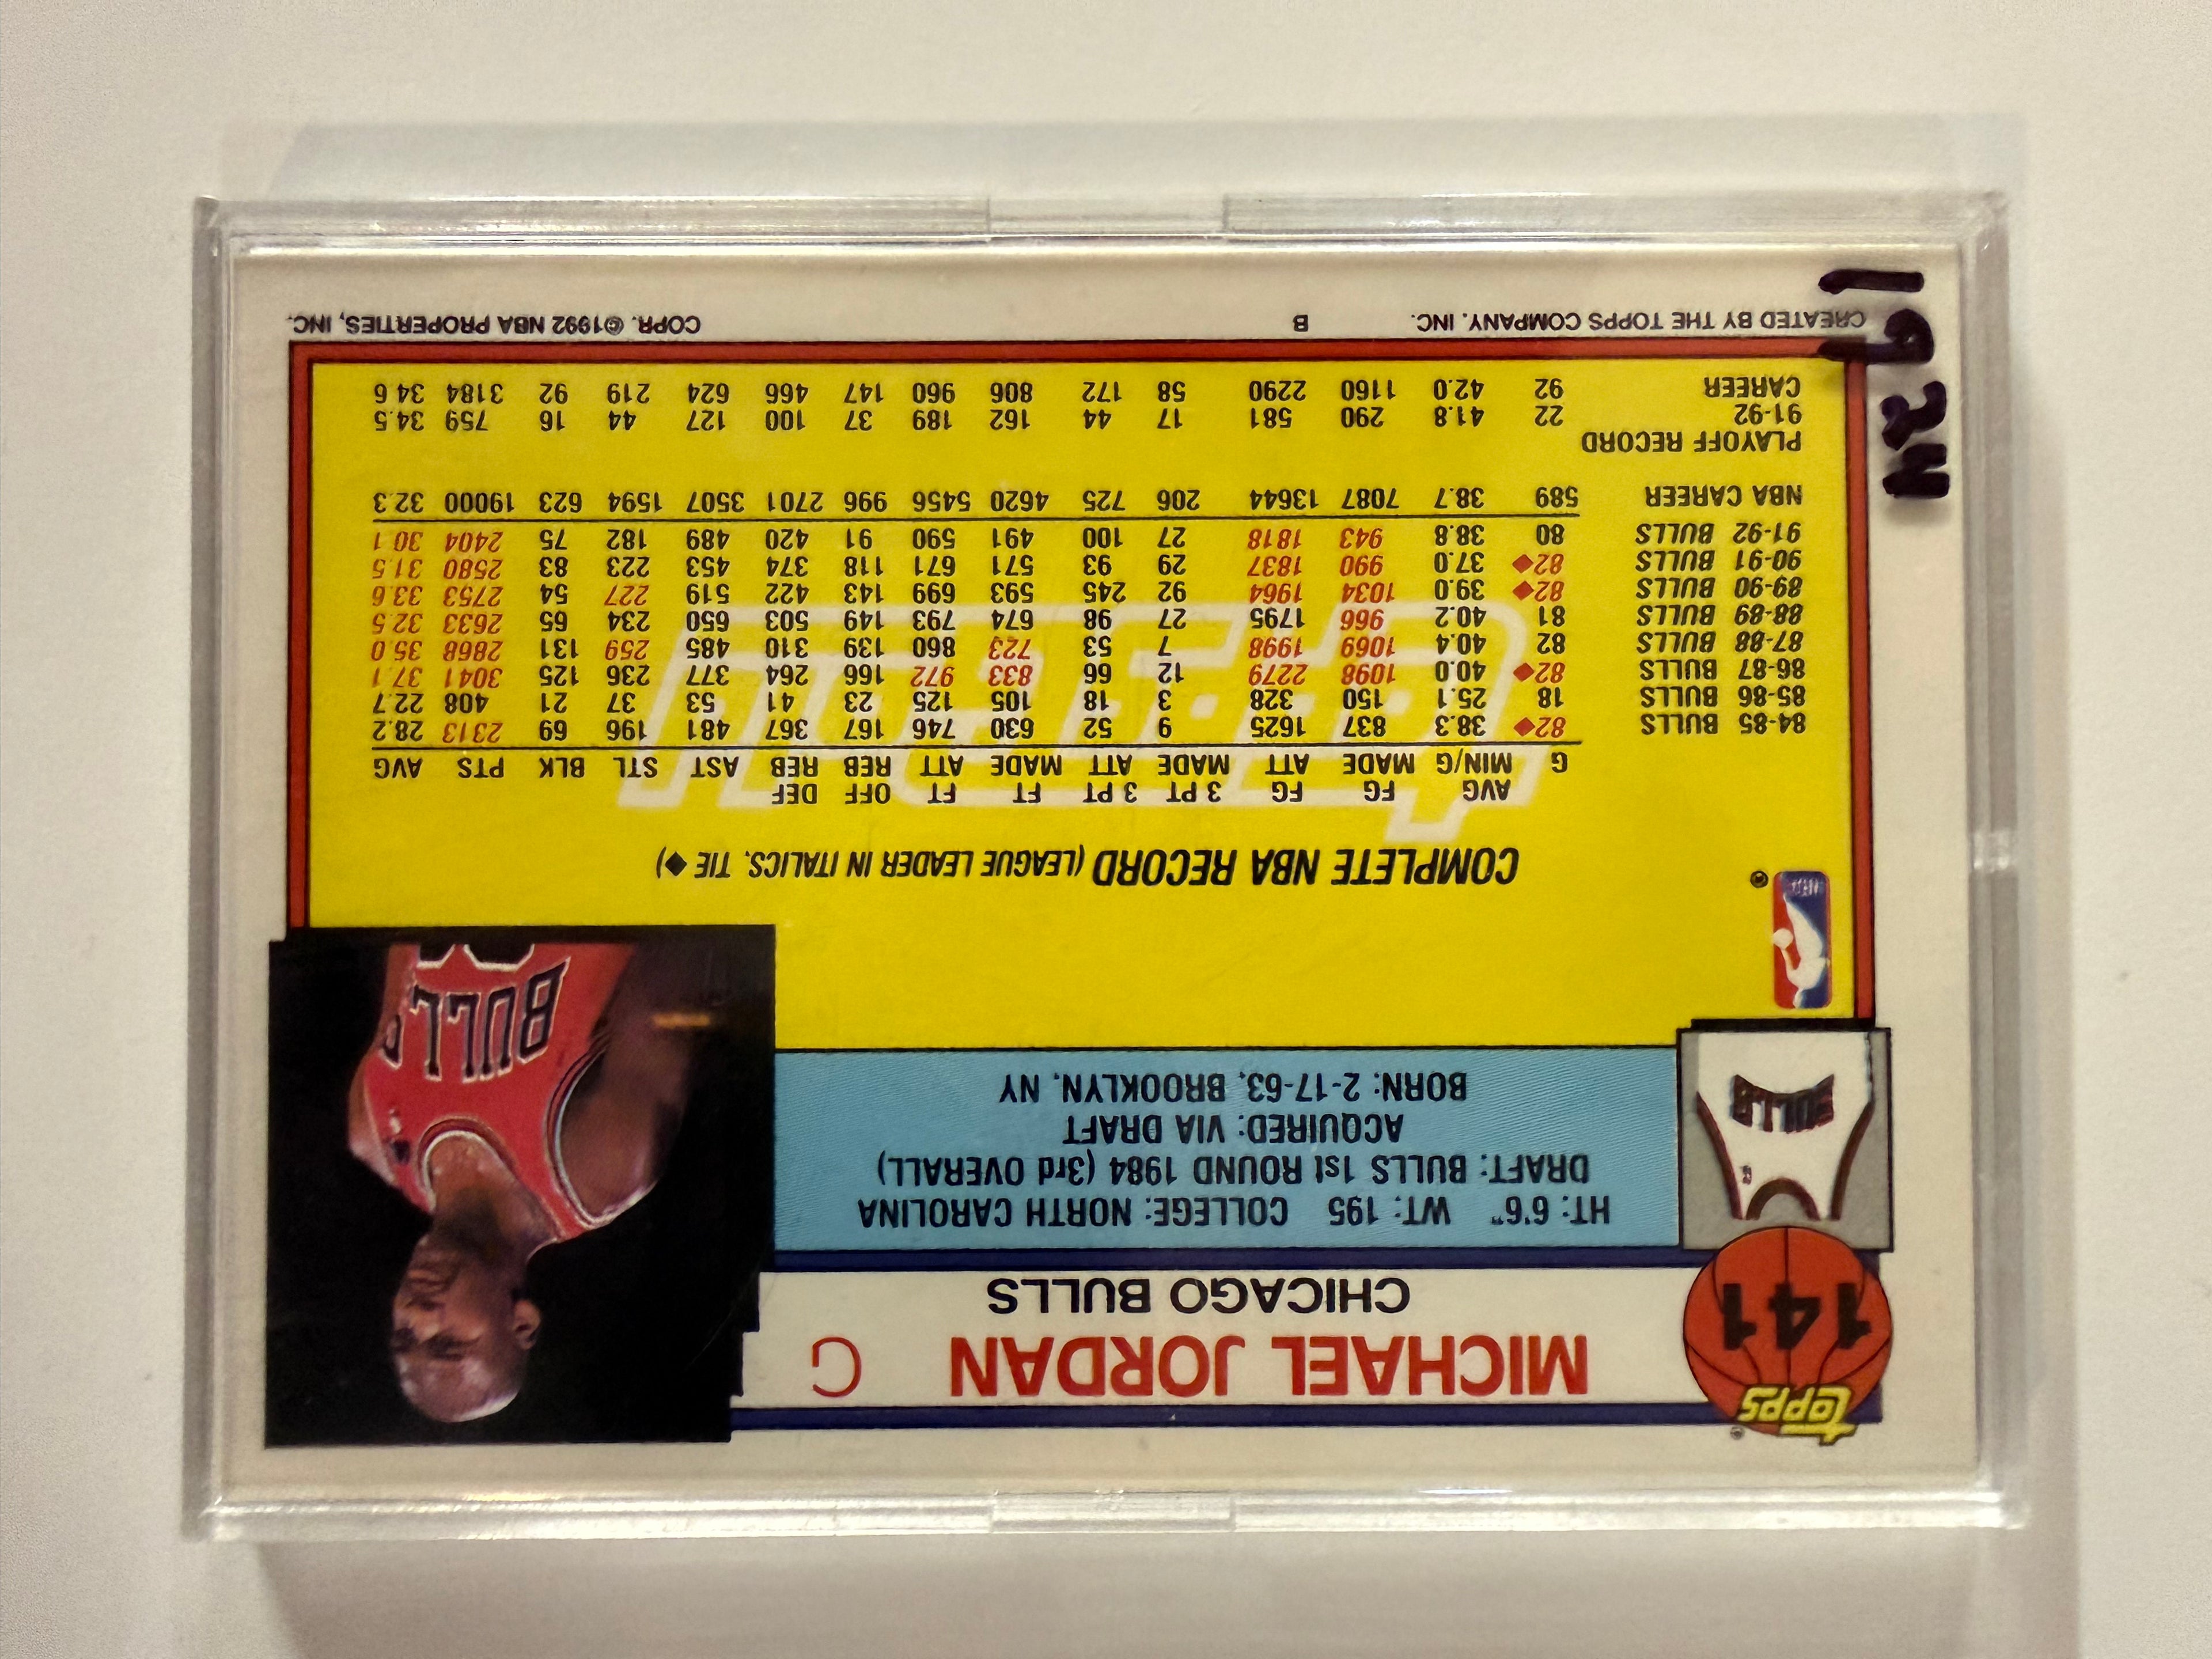 topps
141
MICHAEL JORDAN G
CHICAGO BULLS
HT: 6'6" WT: 195 COLLEGE: NORTH CAROLINA
DRAFT: BULLS 1st ROUND 1984 (3rd OVERALL)
ACQUIRED: VIA DRAFT
BORN: 2-17-63, BROOKLYN, NY
BULLS
BULLS
NBA
COMPLETE NBA RECORD (LEAGUE LEADER IN ITALICS, TIE ◆)
AVG FG FG 3 PT 3 PT FT FT OFF DEF
G MIN/G MADE ATT MADE ATT MADE ATT REB REB AST STL BLK PTS AVG
84-85 BULLS 82◆ 38.3 837 1625 9 52 630 746 167 367 481 196 69 2313 28.2
85-86 BULLS 18 25.1 150 328 3 18 105 125 23 41 53 37 21 408 22.7
86-87 BULLS 82◆ 40.0 1098 2279 12 66 833 972 166 264 377 236 125 3041 37.1
87-88 BULLS 82 40.4 1069 1998 7 53 723 860 139 310 485 259 131 2868 35.0
88-89 BULLS 81 40.2 966 1795 27 98 674 793 149 503 650 234 65 2633 32.5
89-90 BULLS 82◆ 39.0 1034 1964 92 245 593 699 143 422 519 227 54 2753 33.6
90-91 BULLS 82◆ 37.0 990 1837 29 93 571 671 118 374 453 223 83 2580 31.5
91-92 BULLS 80 38.8 943 1818 27 100 491 590 91 420 489 182 75 2404 30.1
NBA CAREER 589 38.7 7087 13644 206 725 4620 5456 996 2701 3507 1594 623 19000 32.3
PLAYOFF RECORD
91-92 22 41.8 290 581 17 44 162 189 37 100 127 44 16 759 34.5
CAREER 92 42.0 1160 2290 58 172 806 960 147 466 624 219 92 3184 34.6
CREATED BY THE TOPPS COMPANY, INC. B COPR. ©1992 NBA PROPERTIES, INC.
1924